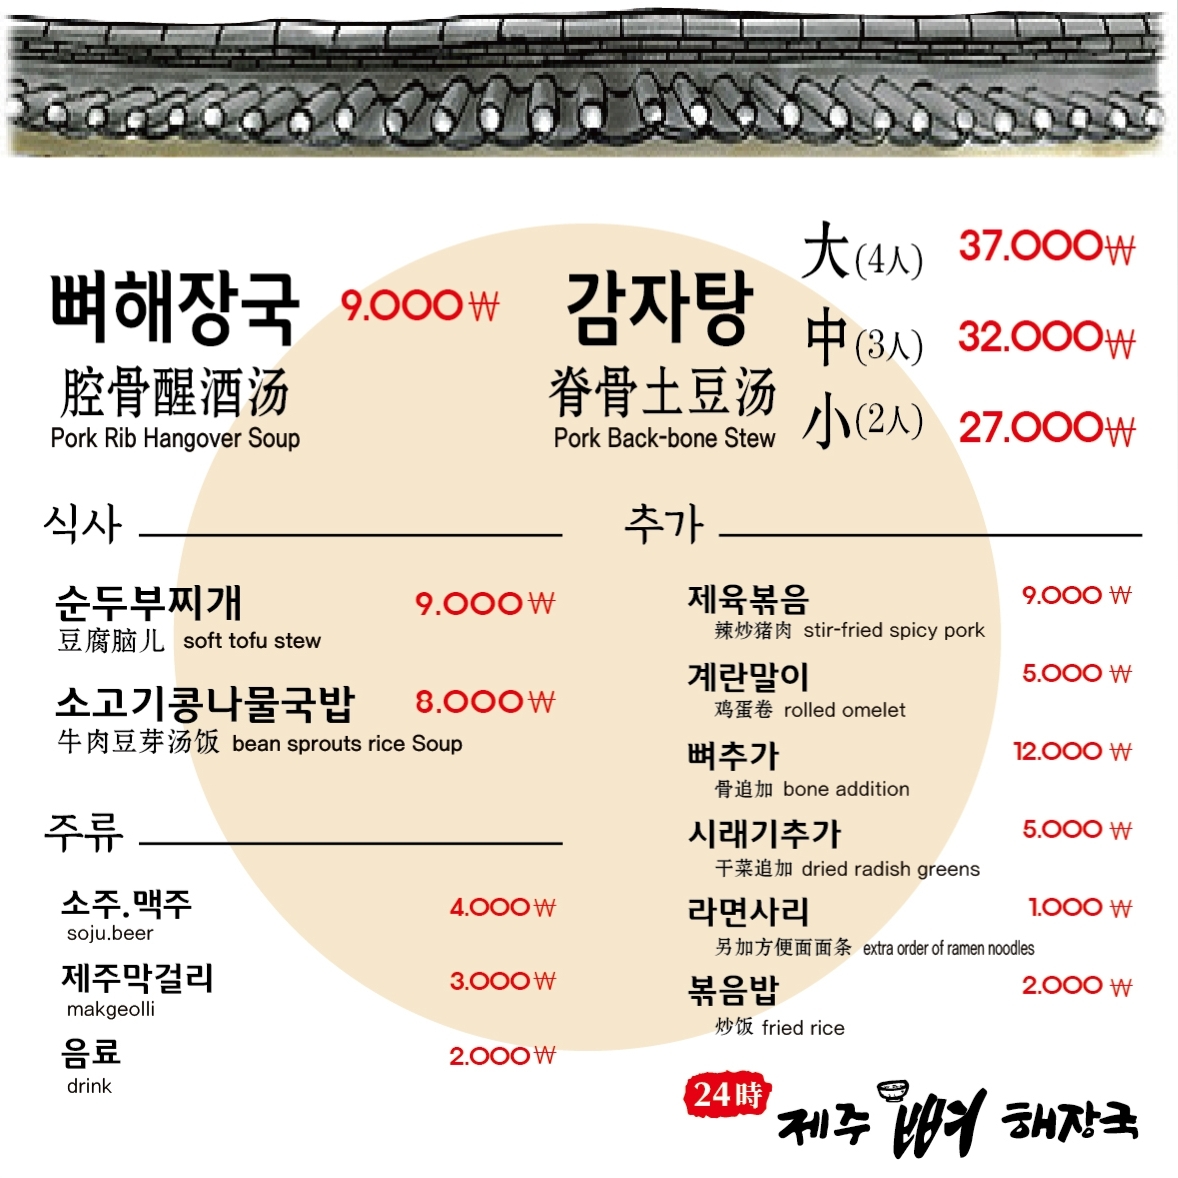 뼈해장국 9.000₩
腔骨醒酒汤
Pork Rib Hangover Soup
감자탕
脊骨土豆汤
Pork Back-bone Stew
大(4人) 37.000₩
中(3人) 32.000₩
小(2人) 27.000₩
식사
순두부찌개 9.000₩
豆腐脑儿 soft tofu stew
소고기콩나물국밥 8.000₩
牛肉豆芽汤饭 bean sprouts rice Soup
주류
소주.맥주 4.000₩
soju.beer
제주막걸리 3.000₩
makgeolli
음료 2.000₩
drink
추가
제육볶음 9.000₩
辣炒猪肉 stir-fried spicy pork
계란말이 5.000₩
鸡蛋卷 rolled omelet
뼈추가 12.000₩
骨追加 bone addition
시래기추가 5.000₩
干菜追加 dried radish greens
라면사리 1.000₩
另加方便面面条 extra order of ramen noodles
볶음밥 2.000₩
炒饭 fried rice
24時 제주 뼈 해장국